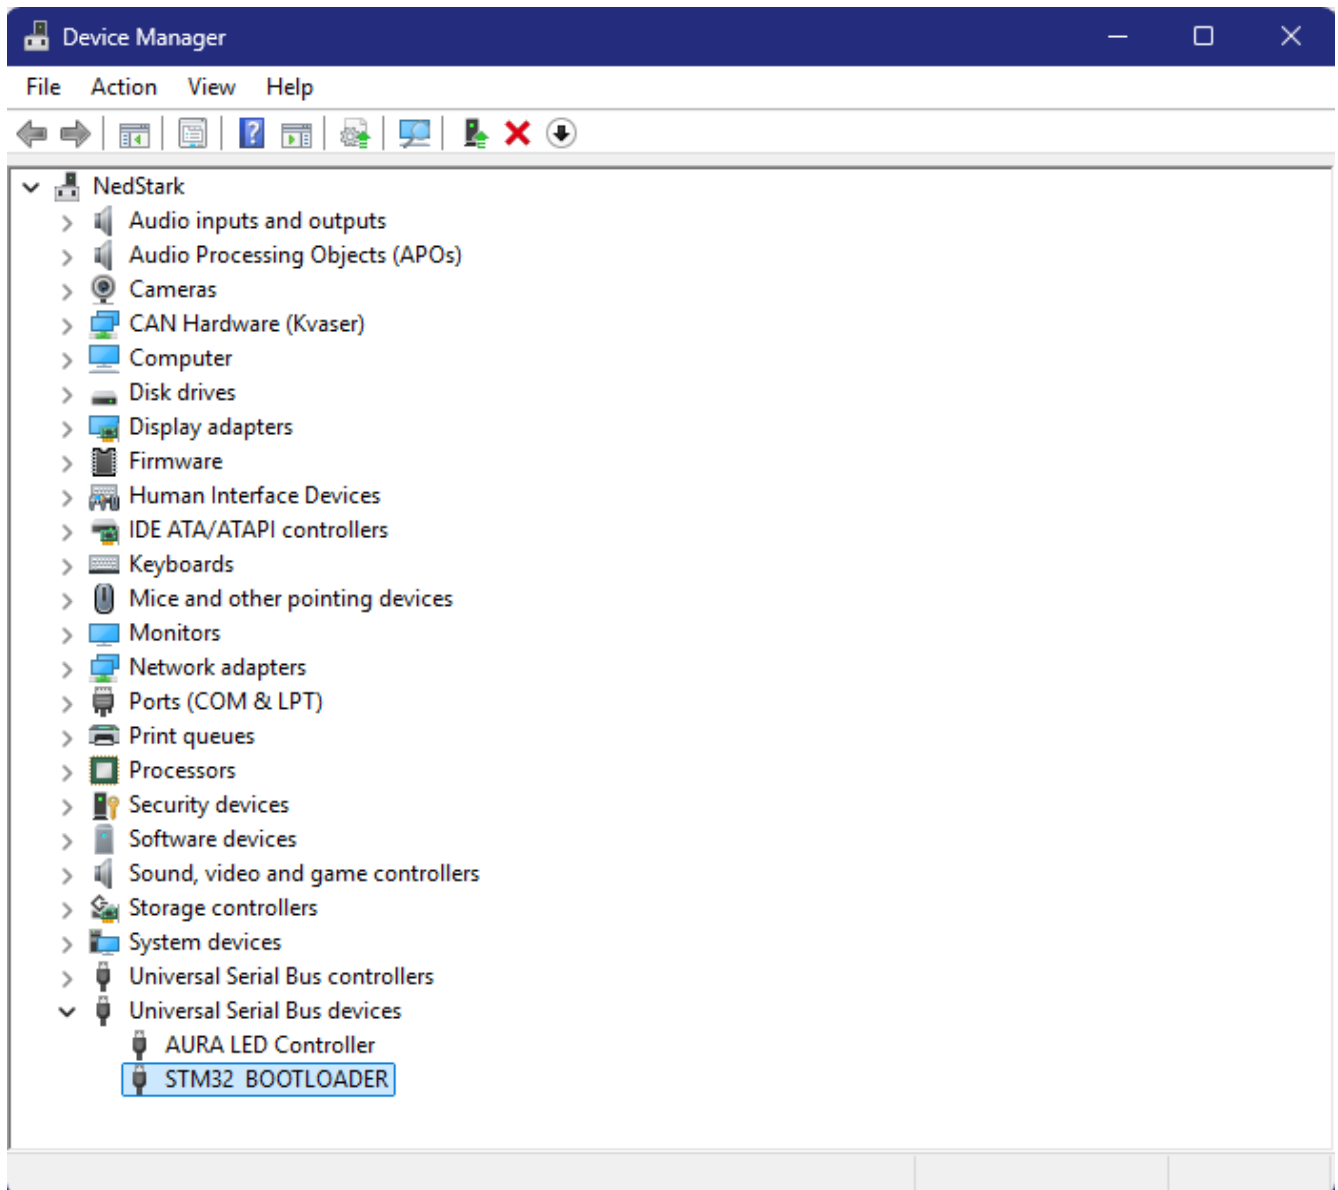 Device Manager
File Action View Help
NedStark
Audio inputs and outputs
Audio Processing Objects (APOs)
Cameras
CAN Hardware (Kvaser)
Computer
Disk drives
Display adapters
Firmware
Human Interface Devices
IDE ATA/ATAPI controllers
Keyboards
Mice and other pointing devices
Monitors
Network adapters
Ports (COM & LPT)
Print queues
Processors
Security devices
Software devices
Sound, video and game controllers
Storage controllers
System devices
Universal Serial Bus controllers
Universal Serial Bus devices
AURA LED Controller
STM32  BOOTLOADER